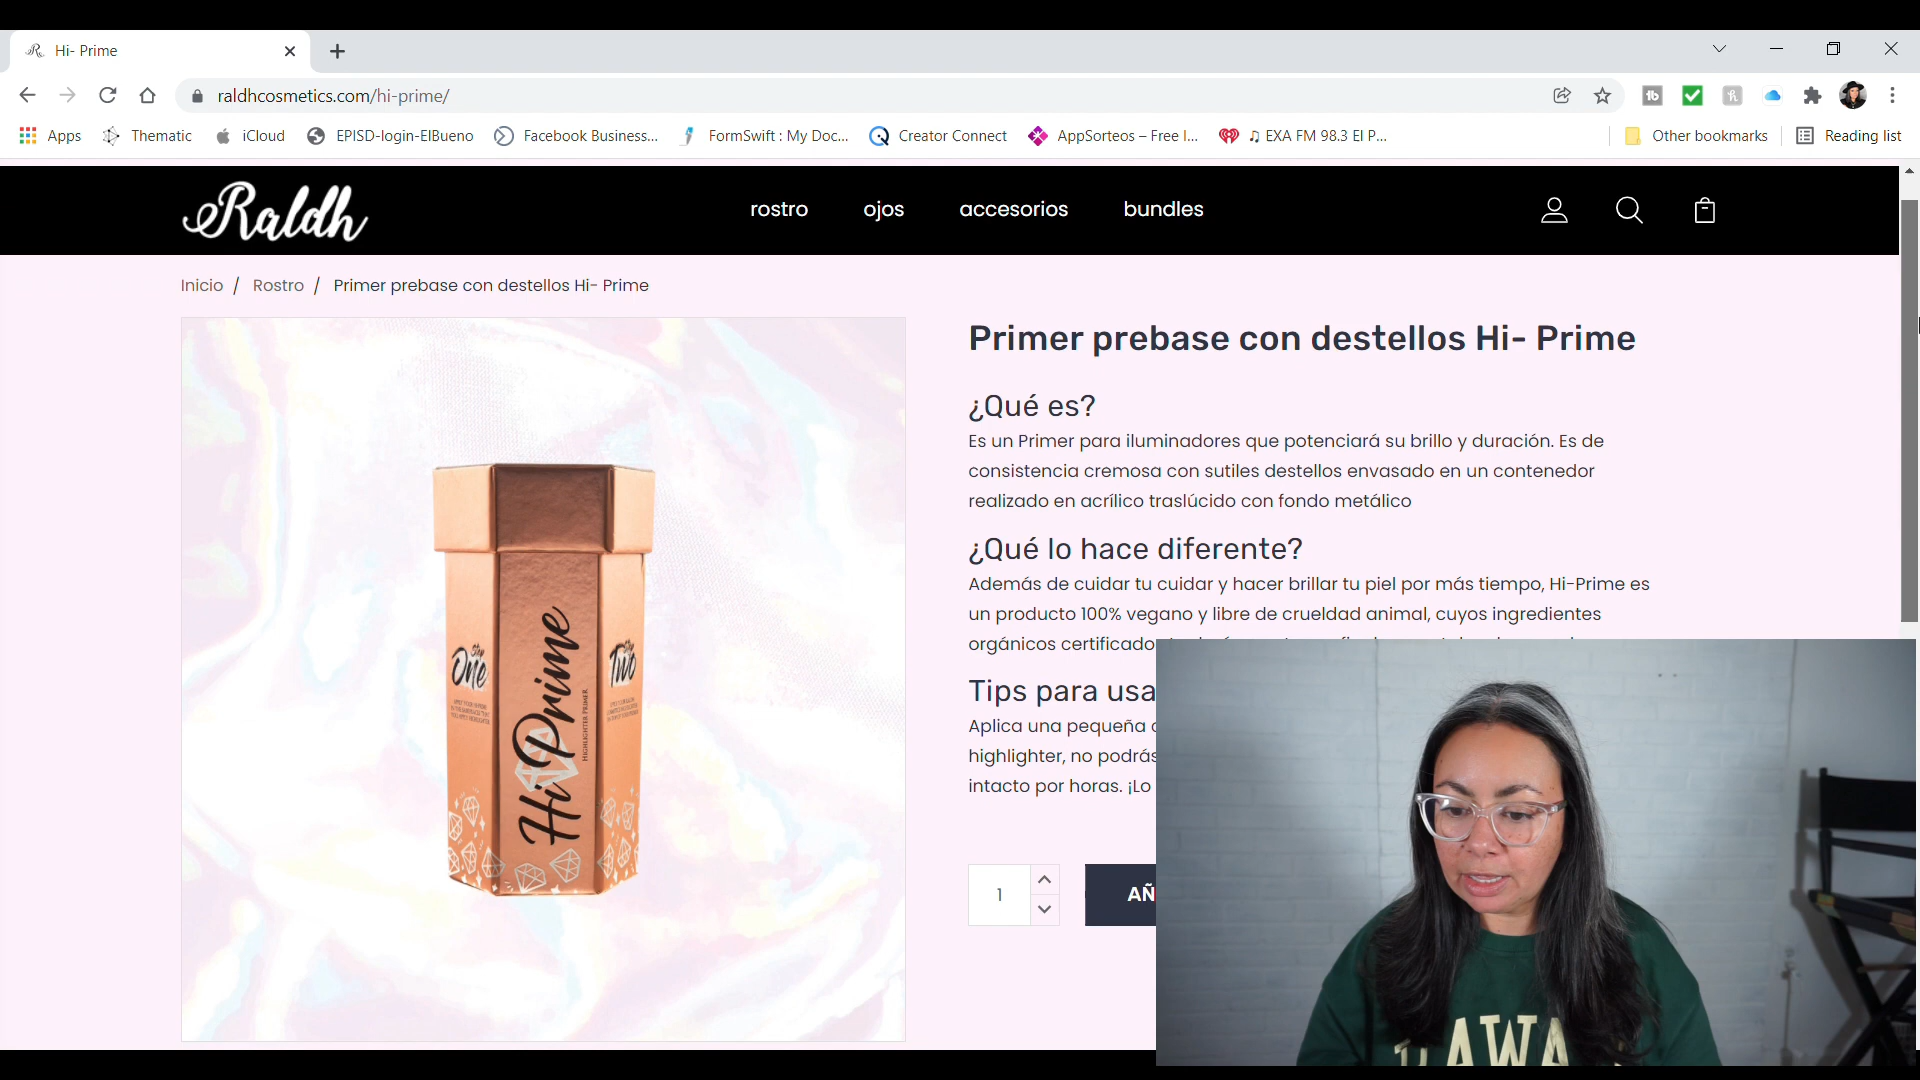 Hi- Prime
raldhcosmetics.com/hi-prime/
Apps
Thematic
iCloud
EPISD-login-ElBueno
Facebook Business...
FormSwift : My Doc...
Creator Connect
AppSorteos – Free I...
♫ EXA FM 98.3 El P...
Other bookmarks
Reading list
Raldh
rostro
ojos
accesorios
bundles
Inicio / Rostro / Primer prebase con destellos Hi- Prime
Primer prebase con destellos Hi- Prime
¿Qué es?
Es un Primer para iluminadores que potenciará su brillo y duración. Es de
consistencia cremosa con sutiles destellos envasado en un contenedor
realizado en acrílico traslúcido con fondo metálico
¿Qué lo hace diferente?
Además de cuidar tu cuidar y hacer brillar tu piel por más tiempo, Hi-Prime es
un producto 100% vegano y libre de crueldad animal, cuyos ingredientes
orgánicos certificado
Tips para usa
Aplica una pequeña
highlighter, no podrás
intacto por horas. ¡Lo
1
AÑ
Step
One
Hi Prime
Highlighter Primer
Step
Two